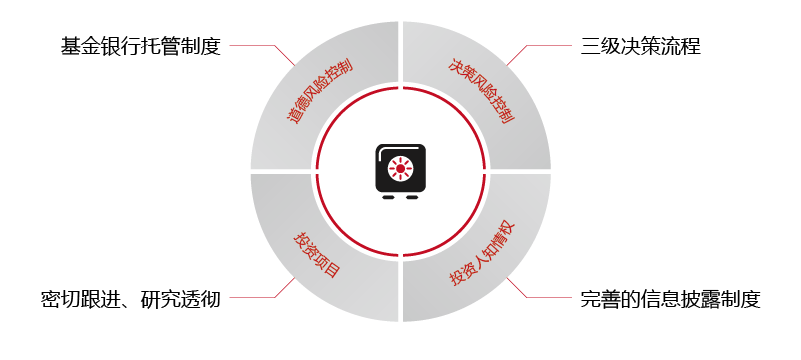 基金银行托管制度
三级决策流程
道德风险控制
决策风险控制
投资项目
投资人知情权
密切跟进、研究透彻
完善的信息披露制度